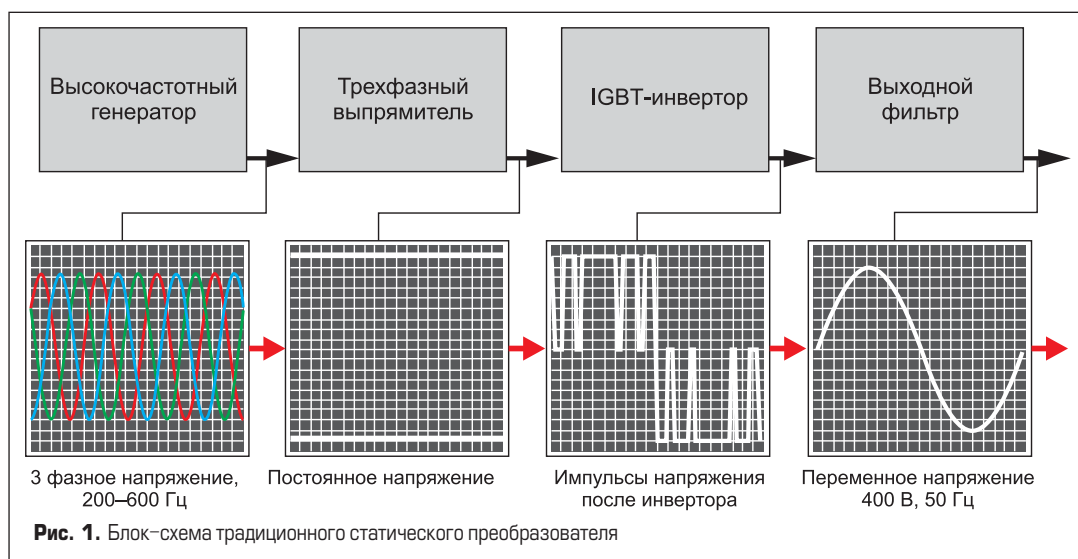 Высокочастотный
генератор
Трехфазный
выпрямитель
IGBT-инвертор
Выходной
фильтр
3 фазное напряжение,
200–600 Гц
Постоянное напряжение
Импульсы напряжения
после инвертора
Переменное напряжение
400 В, 50 Гц
Рис. 1. Блок-схема традиционного статического преобразователя